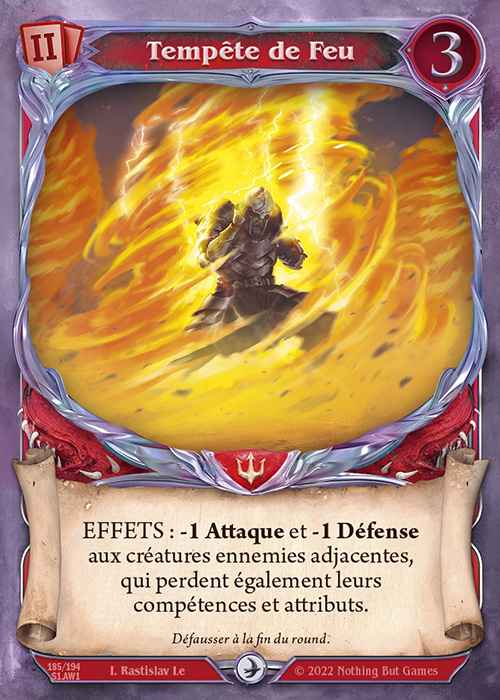 II
Tempête de Feu
3
EFFETS : -1 Attaque et -1 Défense
aux créatures ennemies adjacentes,
qui perdent également leurs
compétences et attributs.
Défausser à la fin du round.
185/194
S1.AW1
I. Rastislav Le
© 2022 Nothing But Games